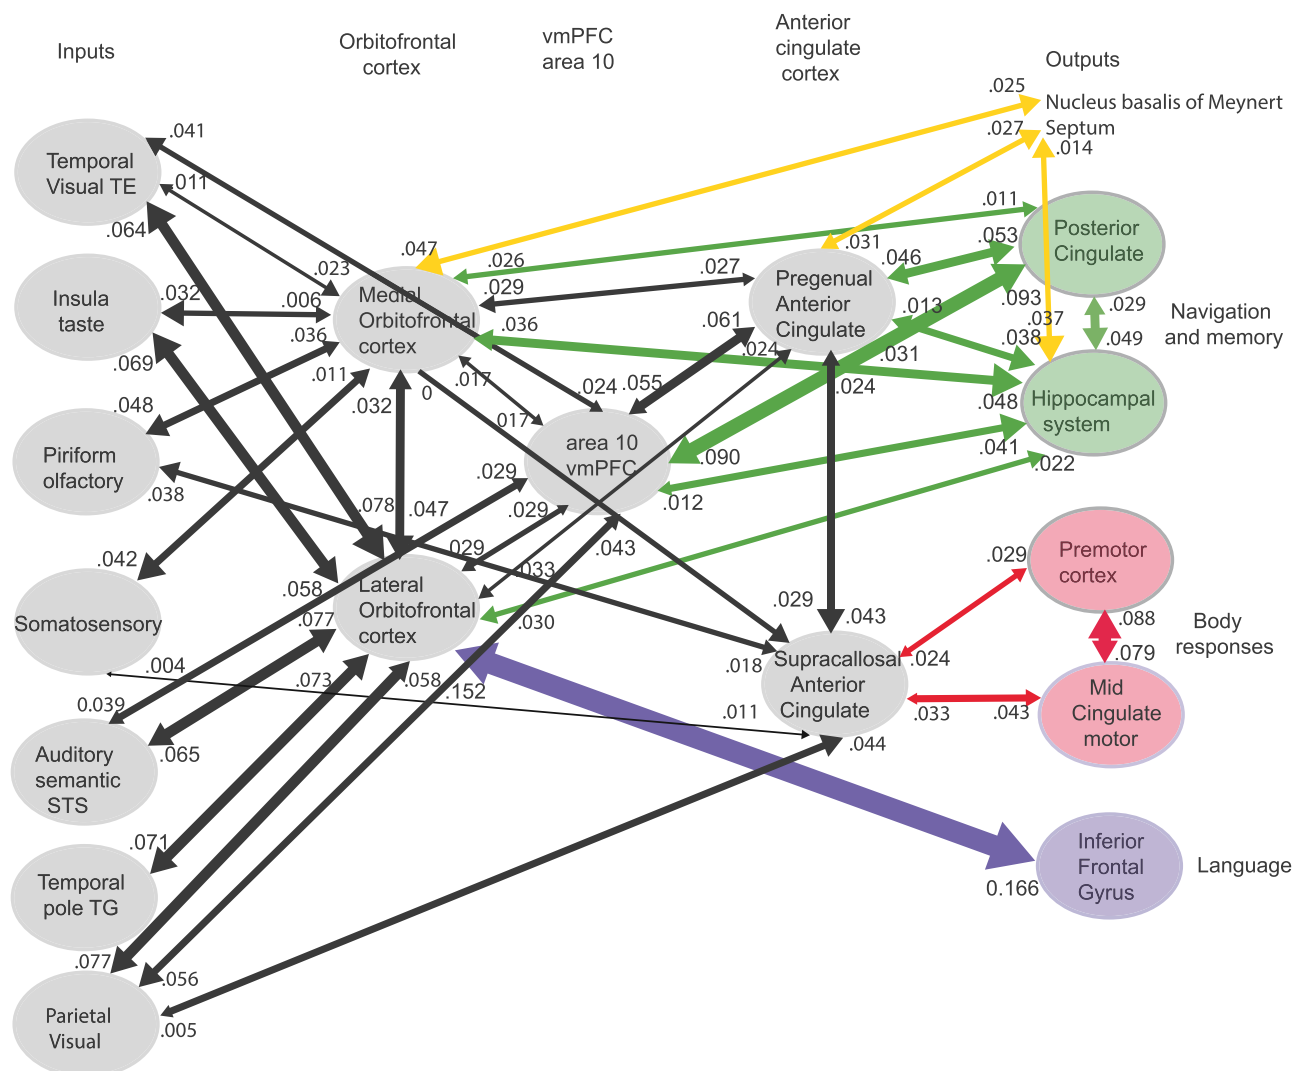 Inputs
Orbitofrontal
cortex
vmPFC
area 10
Anterior
cingulate
cortex
Outputs
.025
Nucleus basalis of Meynert
.027
Septum
.014
.041
Temporal
Visual TE
.011
.064
.011
Posterior
Cingulate
.053
.047
.026
.031
.046
.023
.029
.027
Pregenual
Anterior
Cingulate
.013
.093
.029
Navigation
and memory
.049
.037
.038
Insula
taste
.032
.006
Medial
Orbitofrontal
cortex
.036
.036
.061
.024
.031
.069
.011
.017
.032
0
.024
.055
.024
.048
Hippocampal
system
.041
.022
.048
Piriform
olfactory
.038
.017
area 10
vmPFC
.090
.012
.029
.029
.078
.047
.043
029
.033
.042
Somatosensory
.004
.058
.077
Lateral
Orbitofrontal
cortex
.030
.029
.043
.029
Premotor
cortex
.088
.079
Body
responses
.018
Supracallosal
Anterior
Cingulate
.024
.033
.043
Mid
Cingulate
motor
.011
.044
.073
.058
.152
0.039
Auditory
semantic
STS
.065
.071
Temporal
pole TG
.077
.056
Parietal
Visual
.005
Inferior
Frontal
Gyrus
0.166
Language